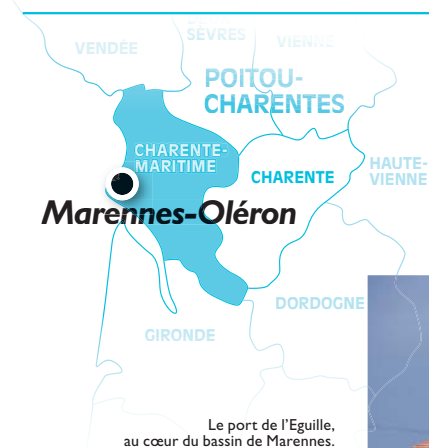 SÈVRES
VENDÉE
VIENNE
POITOU-
CHARENTES
CHARENTE-
MARITIME
HAUTE-
VIENNE
CHARENTE
Marennes-Oléron
DORDOGNE
GIRONDE
Le port de l'Eguille,
au cœur du bassin de Marennes.